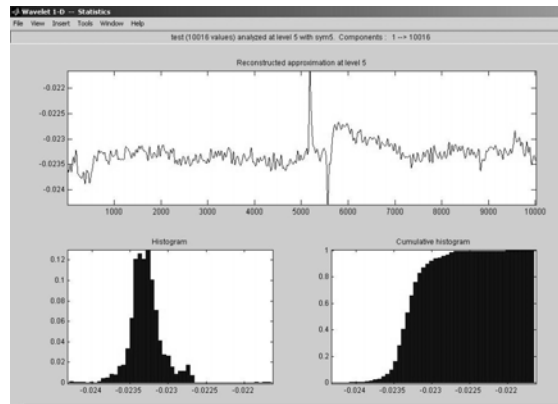 Wavelet 1-D -- Statistics
File View Insert Tools Window Help
test (10016 values) analyzed at level 5 with sym5. Components : 1 --> 10016
Reconstructed approximation at level 5
-0.022
-0.0225
-0.023
-0.0235
-0.024
1000 2000 3000 4000 5000 6000 7000 8000 9000 10000
Histogram
0.12
0.1
0.08
0.06
0.04
0.02
0
-0.024 -0.0235 -0.023 -0.0225 -0.022
Cumulative histogram
1
0.8
0.6
0.4
0.2
0
-0.024 -0.0235 -0.023 -0.0225 -0.022